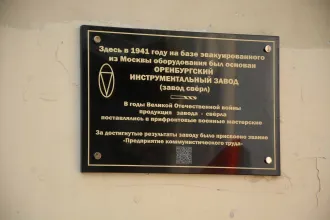 Здесь в 1941 году на базе эвакуированного
из Москвы оборудования был основан
ОРЕНБУРГСКИЙ
ИНСТРУМЕНТАЛЬНЫЙ ЗАВОД
(завод свёрл)
В годы Великой Отечественной войны
продукция завода - свёрла
поставлялись в прифронтовые военные мастерские
За достигнутые результаты заводу было присвоено звание
«Предприятие коммунистического труда»